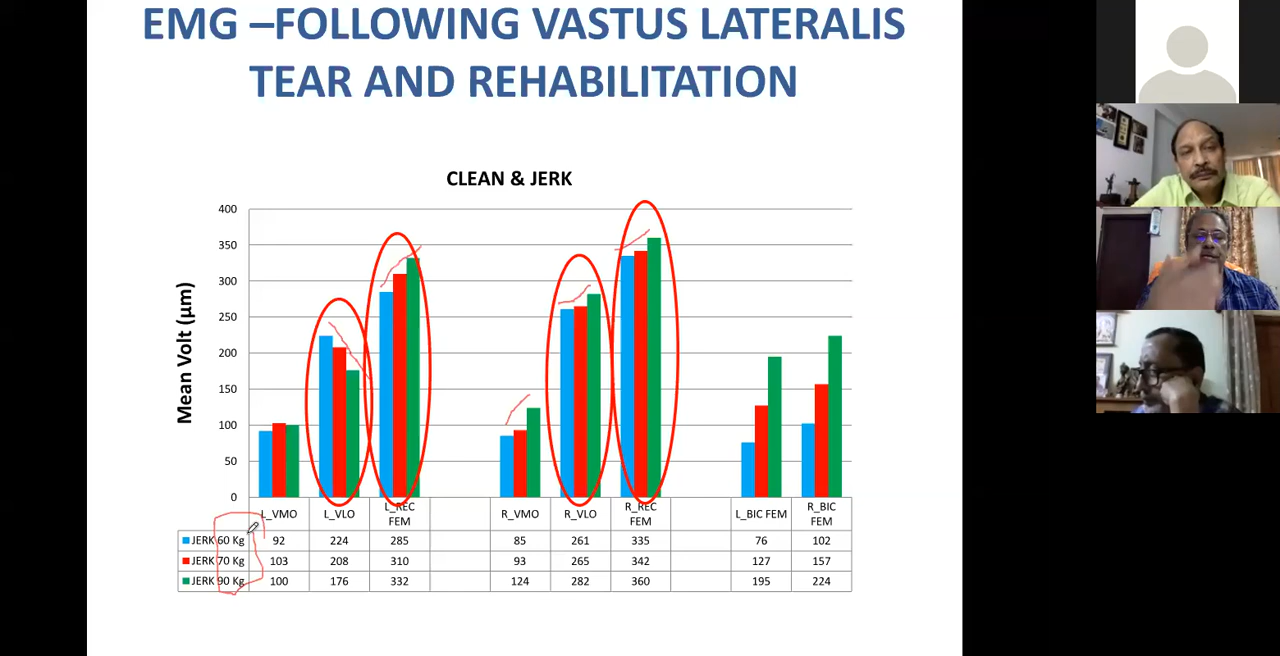 EMG –FOLLOWING VASTUS LATERALIS
TEAR AND REHABILITATION
CLEAN & JERK
Mean Volt (µm)
400
350
300
250
200
150
100
50
0
L_VMO L_VLO L_REC FEM R_VMO R_VLO R_REC FEM L_BIC FEM R_BIC FEM
JERK 60 Kg 92 224 285 85 261 335 76 102
JERK 70 Kg 103 208 310 93 265 342 127 157
JERK 90 Kg 100 176 332 124 282 360 195 224